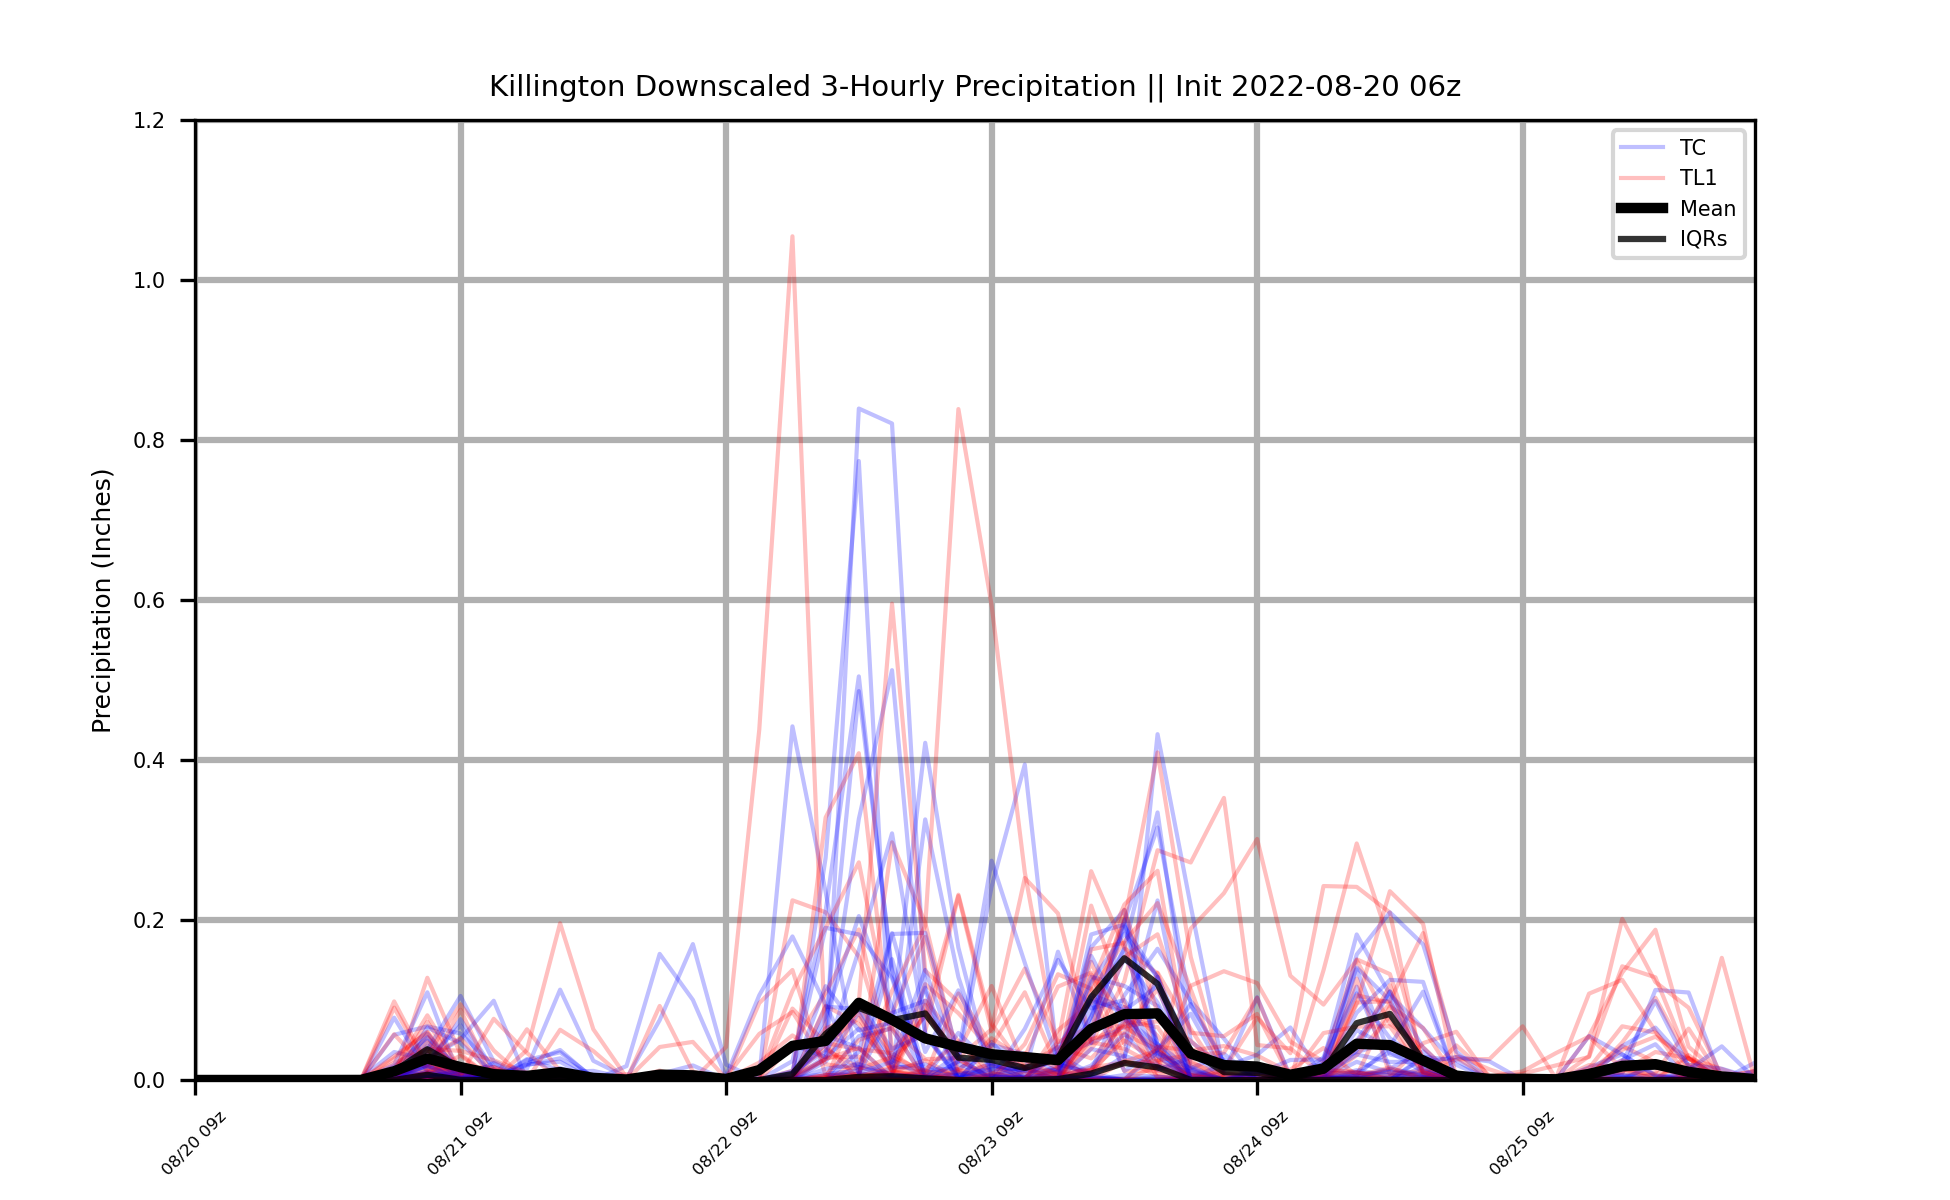 Killington Downscaled 3-Hourly Precipitation || Init 2022-08-20 06z
1.2
1.0
0.8
0.6
0.4
0.2
0.0
Precipitation (Inches)
TC
TL1
Mean
IQRs
08/20 09z
08/21 09z
08/22 09z
08/23 09z
08/24 09z
08/25 09z